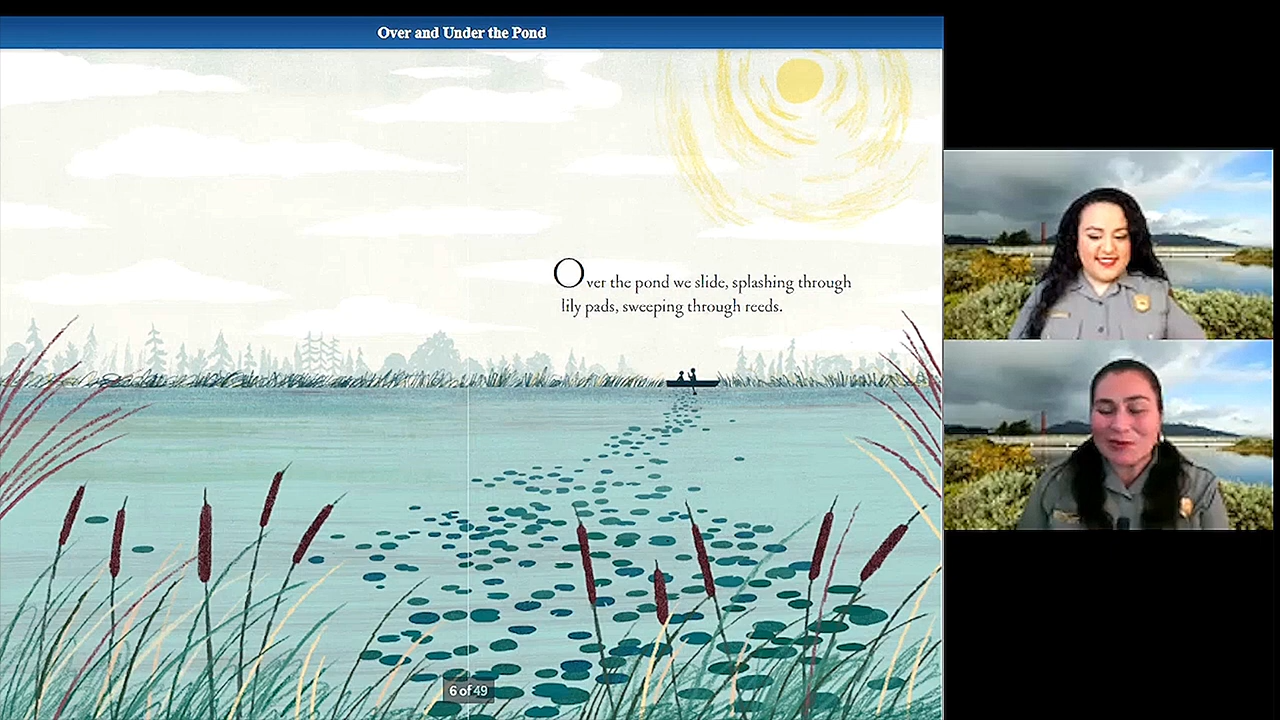 Over and Under the Pond
Over the pond we slide, splashing through
lily pads, sweeping through reeds.
6 of 49